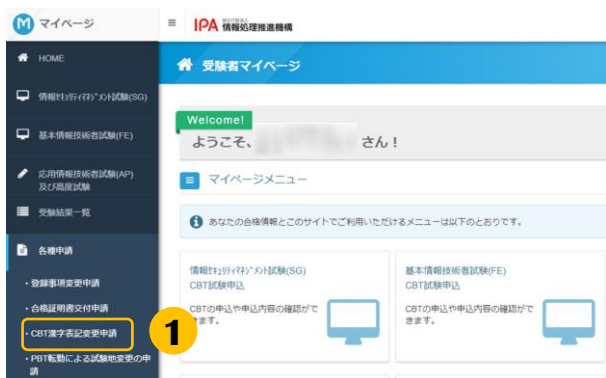 マイページ
IPA 独立行政法人 情報処理推進機構
HOME
受験者マイページ
情報ｾｷｭﾘﾃｨﾏﾈｼﾞﾒﾝﾄ試験(SG)
Welcome!
ようこそ、 さん！
基本情報技術者試験(FE)
応用情報技術者試験(AP)
及び高度試験
マイページメニュー
受験結果一覧
あなたの合格情報とこのサイトでご利用いただけるメニューは以下のとおりです。
各種申請
・登録事項変更申請
・合格証明書交付申請
・CBT漢字表記変更申請
1
・PBT転勤による試験地変更の申
請
情報ｾｷｭﾘﾃｨﾏﾈｼﾞﾒﾝﾄ試験(SG)
CBT試験申込
CBTの申込や申込内容の確認がで
きます。
基本情報技術者試験(FE)
CBT試験申込
CBTの申込や申込内容の確認がで
きます。